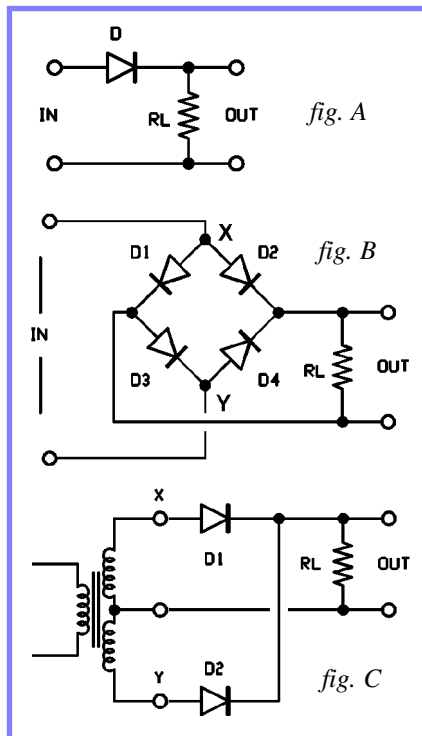 D
IN
RL
OUT
fig. A
X
D1
D2
fig. B
IN
D3
D4
RL
OUT
Y
X
D1
RL
OUT
Y
D2
fig. C